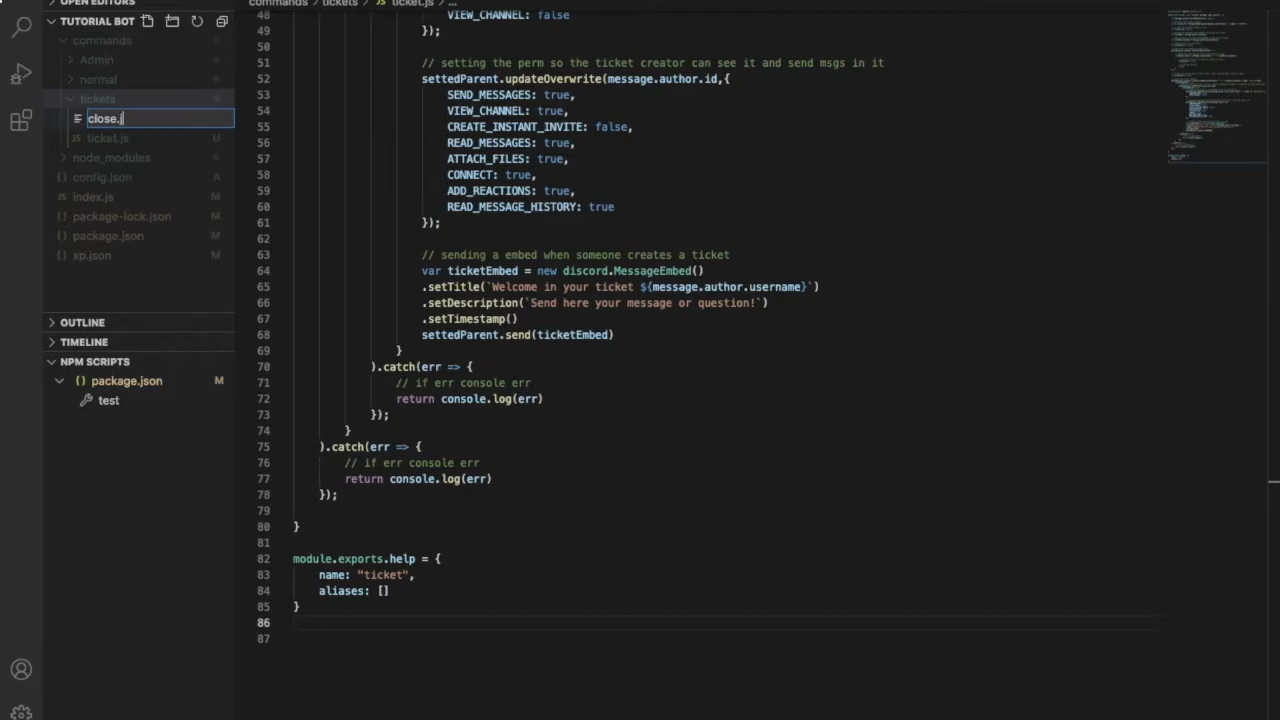 OPEN EDITORS
TUTORIAL BOT
commands
Admin
normal
tickets
close.j
ticket.js U
node_modules
config.json A
index.js M
package-lock.json M
package.json M
xp.json M
OUTLINE
TIMELINE
NPM SCRIPTS
package.json M
test
commands > tickets > JS ticket.js > ...
48 VIEW_CHANNEL: false
49 });
50
51 // setting the perm so the ticket creator can see it and send msgs in it
52 settedParent.updateOverwrite(message.author.id,{
53 SEND_MESSAGES: true,
54 VIEW_CHANNEL: true,
55 CREATE_INSTANT_INVITE: false,
56 READ_MESSAGES: true,
57 ATTACH_FILES: true,
58 CONNECT: true,
59 ADD_REACTIONS: true,
60 READ_MESSAGE_HISTORY: true
61 });
62
63 // sending a embed when someone creates a ticket
64 var ticketEmbed = new discord.MessageEmbed()
65 .setTitle(`Welcome in your ticket ${message.author.username}`)
66 .setDescription(`Send here your message or question!`)
67 .setTimestamp()
68 settedParent.send(ticketEmbed)
69 }
70 ).catch(err => {
71 // if err console err
72 return console.log(err)
73 });
74 }
75 ).catch(err => {
76 // if err console err
77 return console.log(err)
78 });
79
80 }
81
82 module.exports.help = {
83 name: "ticket",
84 aliases: []
85 }
86
87